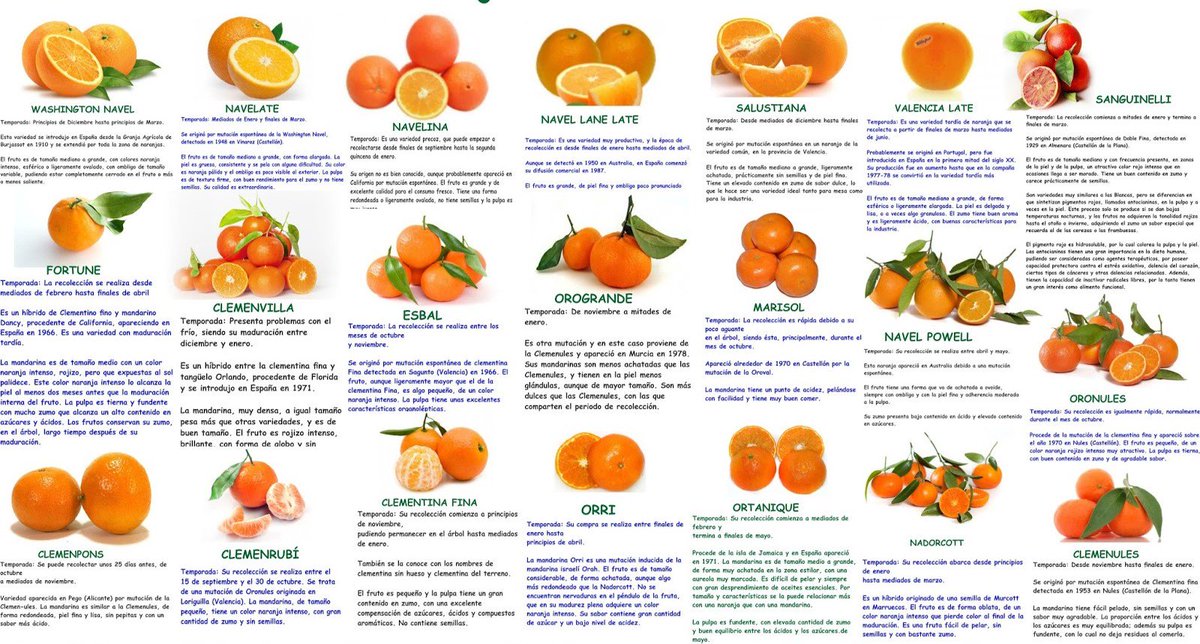 WASHINGTON NAVEL
Temporada: Principios de Diciembre hasta principios de Marzo.
Esta variedad se introdujo en España desde la Granja Agrícola de
Burjassot en 1910 y se extendió por toda la zona de naranjas.
El fruto es de tamaño mediano a grande, con colores naranja
intenso, esférico o ligeramente ovalado, con ombligo de tamaño
variable, pudiendo estar completamente cerrado en el fruto o más
o menos saliente.
NAVELATE
Temporada: Mediados de Enero y finales de Marzo.
Se originó por mutación espontánea de la Washington Navel,
detectada en 1948 en Vinaroz (Castellón).
El fruto es de tamaño mediano a grande, con forma alargada. La
piel es gruesa, consistente y se pela con alguna dificultad. Su color
es naranja pálido y el ombligo es poco visible al exterior. La pulpa
es de textura firme, con buen rendimiento para el zumo y no tiene
semillas. Su calidad es extraordinaria.
NAVELINA
Temporada: Es una variedad precoz, que puede empezar a
recolectarse desde finales de septiembre hasta la segunda
quincena de enero.
Su origen no es bien conocido, aunque probablemente apareció en
California por mutación espontánea. El fruto es grande y de
excelente calidad para el consumo fresco. Tiene una forma
redondeada o ligeramente ovalada, no tiene semillas y la pulpa es
NAVEL LANE LATE
Temporada: Es una variedad muy productiva, y la época de
recolección es desde finales de enero hasta mediados de abril.
Aunque se detectó en 1950 en Australia, en España comenzó
su difusión comercial en 1987.
El fruto es grande, de piel fina y ombligo poco pronunciado
SALUSTIANA
Temporada: Desde mediados de diciembre hasta finales
de marzo.
Se originó por mutación espontánea en un naranjo de la
variedad común, en la provincia de Valencia.
El fruto es de tamaño mediano a grande, ligeramente
achatado, prácticamente sin semillas y de piel fina.
Tiene un elevado contenido en zumo de sabor dulce, lo
que le hace ser una variedad ideal tanto para mesa como
para la industria.
VALENCIA LATE
Temporada: Es una variedad tardía de naranja que se
recolecta a partir de finales de marzo hasta mediados
de junio.
Probablemente se originó en Portugal, pero fue
introducida en España en la primera mitad del siglo XX.
Su producción fue en aumento hasta que en la campaña
1977-78 se convirtió en la variedad tardía más
utilizada.
El fruto es de tamaño mediano a grande, de forma
esférica o ligeramente alargada. La piel es delgada y
lisa, o a veces algo granulosa. El zumo tiene buen aroma
y es ligeramente ácido, con buenas características para
la industria.
SANGUINELLI
Temporada: La recolección comienza a mitades de enero y termina a
finales de marzo.
Se originó por mutación espontánea de Doble Fina, detectada en
1929 en Almenara (Castellón de la Plana).
El fruto es de tamaño mediano y con frecuencia presenta, en zonas
de la piel y de la pulpa, un atractivo color rojo intenso que en
ocasiones llega a ser morado. Tienen un buen contenido en zumo y
carece prácticamente de semillas.
Son variedades muy similares a las Blancas, pero se diferencian en
que sintetizan pigmentos rojos, llamados antocianinas, en la pulpa y a
veces en la piel. Este proceso solo se produce si se dan bajas
temperaturas nocturnas, y los frutos no adquieren la tonalidad rojiza
hasta el otoño o invierno, adquiriendo el zumo un sabor especial que
recuerda al de las cerezas o las frambuesas.
El pigmento rojo es hidrosoluble, por lo cual colorea la pulpa y la piel.
Las antocianinas tienen una gran importancia en la dieta humana,
pudiendo ser consideradas como agentes terapéuticos, por poseer
capacidad protectora contra el estrés oxidativo, dolencia del corazón,
ciertos tipos de cánceres y otras dolencias relacionadas. Además,
tienen la capacidad de inactivar radicales libres, por lo tanto tienen
un gran interés como alimento funcional.
FORTUNE
Temporada: La recolección se realiza desde
mediados de febrero hasta finales de abril
Es un híbrido de Clementino fino y mandarino
Dancy, procedente de California, apareciendo en
España en 1966. Es una variedad con maduración
tardía.
La mandarina es de tamaño medio con un color
naranja intenso, rojizo, pero que expuestas al sol
palidece. Este color naranja intenso lo alcanza la
piel al menos dos meses antes que la maduración
interna del fruto. La pulpa es tierna y fundente
con mucho zumo que alcanza un alto contenido en
azúcares y ácidos. Los frutos conservan su zumo,
en el árbol, largo tiempo después de su
maduración.
CLEMENVILLA
Temporada: Presenta problemas con el
frío, siendo su maduración entre
diciembre y enero.
Es un híbrido entre la clementina fina y
tangüelo Orlando, procedente de Florida
y se introdujo en España en 1971.
La mandarina, muy densa, a igual tamaño
pesa más que otras variedades, y es de
buen tamaño. El fruto es rojizo intenso,
brillante, con forma de globo y sin
ESBAL
Temporada: La recolección se realiza entre los
meses de octubre
y noviembre.
Se originó por mutación espontánea de clementina
Fina detectada en Sagunto (Valencia) en 1966. El
fruto, aunque ligeramente mayor que el de la
clementina Fina, es algo pequeño, de un color
naranja intenso. La pulpa tiene unas excelentes
características organolépticas.
OROGRANDE
Temporada: De noviembre a mitades de
enero.
Es otra mutación y en este caso proviene de
la Clemenules y apareció en Murcia en 1978.
Sus mandarinas son menos achatadas que las
Clemenules, y tienen en la piel menos
glándulas, aunque de mayor tamaño. Son más
dulces que las Clemenules, con las que
comparten el periodo de recolección.
MARISOL
Temporada: La recolección es rápida debido a su
poco aguante
en el árbol, siendo ésta, principalmente, durante el
mes de octubre.
Apareció alrededor de 1970 en Castellón por la
mutación de la Oroval.
La mandarina tiene un punto de acidez, pelándose
con facilidad y tiene muy buen comer.
NAVEL POWELL
Temporada: Su recolección se realiza entre abril y mayo.
Esta naranja apareció en Australia debido a una mutación
espontánea.
El fruto tiene una forma que va de achatada a ovoide,
siempre con ombligo y con la piel fina y adherencia moderada
a la pulpa.
Su zumo presenta bajo contenido en ácido y elevado contenido
en azúcares.
ORONULES
Temporada: Su recolección es igualmente rápida, normalmente
durante el mes de octubre.
Procede de la mutación de la clementina fina y apareció sobre
el año 1970 en Nules (Castellón). El fruto es pequeño, de un
color naranja rojizo intenso muy atractivo. La pulpa es tierna,
con buen contenido en zumo y de agradable sabor.
CLEMENPONS
Temporada: Se puede recolectar unos 25 días antes, de
octubre
a mediados de noviembre.
Variedad aparecida en Pego (Alicante) por mutación de la
Clemen-ules. La mandarina es similar a la Clemenules, de
forma redondeada, piel fina y lisa, sin pepitas y con un
sabor más ácido.
CLEMENRUBÍ
Temporada: Su recolección se realiza entre el
15 de septiembre y el 30 de octubre. Se trata
de una mutación de Oronules originada en
Loriguilla (Valencia). La mandarina, de tamaño
pequeño, tiene un color naranja intenso, con gran
cantidad de zumo y sin semillas.
CLEMENTINA FINA
Temporada: Su recolección comienza a principios
de noviembre,
pudiendo permanecer en el árbol hasta mediados
de enero.
También se la conoce con los nombres de
clementina sin hueso y clementina del terreno.
El fruto es pequeño y la pulpa tiene un gran
contenido en zumo, con una excelente
compensación de azúcares, ácidos y compuestos
aromáticos. No contiene semillas.
ORRI
Temporada: Su compra se realiza entre finales de
enero hasta
principios de abril.
La mandarina Orri es una mutación inducida de la
mandarina israelí Orah. El fruto es de tamaño
considerable, de forma achatada, aunque algo
más redondeado que la Nadorcott. No se
encuentran nervaduras en el péndulo de la fruta,
que en su madurez plena adquiere un color
naranja intenso. Su sabor contiene gran cantidad
de azúcar y un bajo nivel de acidez.
ORTANIQUE
Temporada: Su recolección comienza a mediados de
febrero y
termina a finales de mayo.
Procede de la isla de Jamaica y en España apareció
en 1971. La mandarina es de tamaño medio a grande,
de forma muy achatada en la zona estilar, con una
aureola muy marcada. Es difícil de pelar y siempre
con gran desprendimiento de aceites esenciales. Por
tamaño y características se la puede relacionar más
con una naranja que con una mandarina.
La pulpa es fundente, con elevada cantidad de zumo
y buen equilibrio entre los ácidos y los azúcares.de
mayo.
NADORCOTT
Temporada: Su recolección abarca desde principios
de enero
hasta mediados de marzo.
Es un híbrido originado de una semilla de Murcott
en Marruecos. El fruto es de forma oblata, de un
color naranja intenso que pierde color al final de la
maduración. Es una fruta fácil de pelar, sin
semillas y con bastante zumo.
CLEMENULES
Temporada: Desde noviembre hasta finales de enero.
Se originó por mutación espontánea de Clementina fina
detectada en 1953 en Nules (Castellón de la Plana).
La mandarina tiene fácil pelado, sin semillas y con un
sabor muy agradable. La proporción entre los ácidos y
los azúcares es muy equilibrada; además su pulpa es
fundente, con lo cual no deja residuos al comerla.